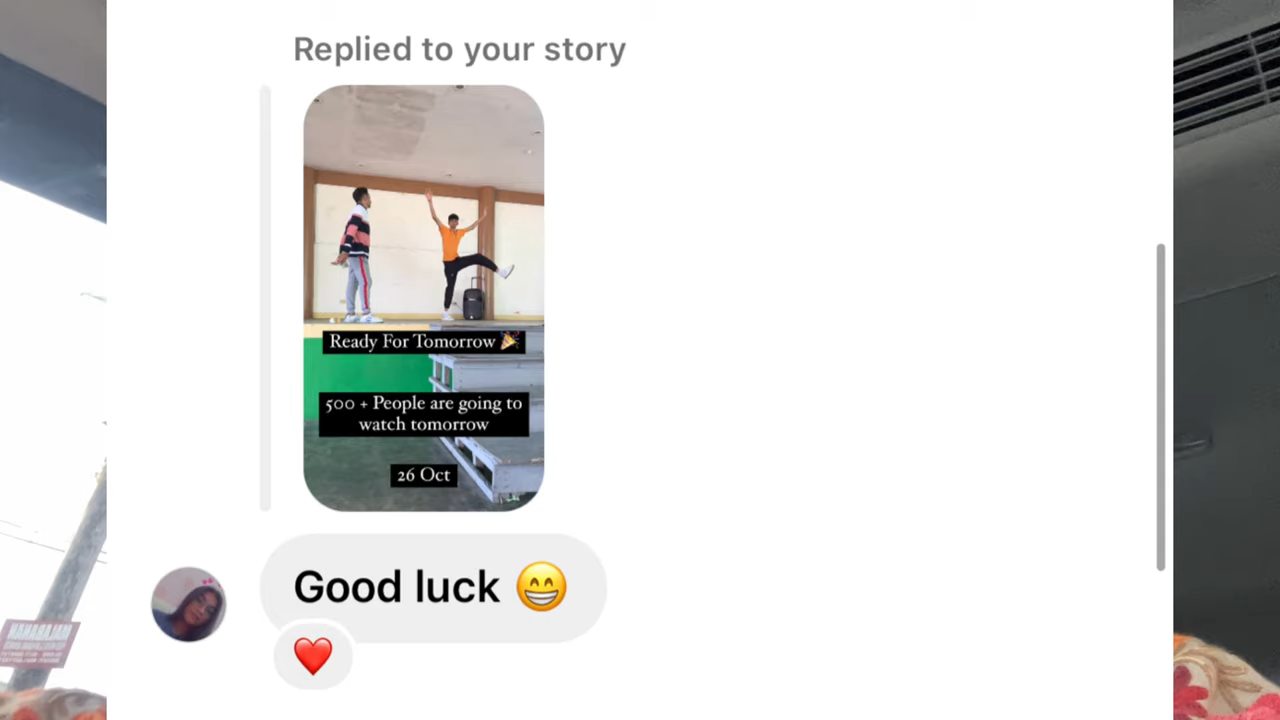 Replied to your story
Ready For Tomorrow 🎉
500 + People are going to
watch tomorrow
26 Oct
Good luck 😁
❤️